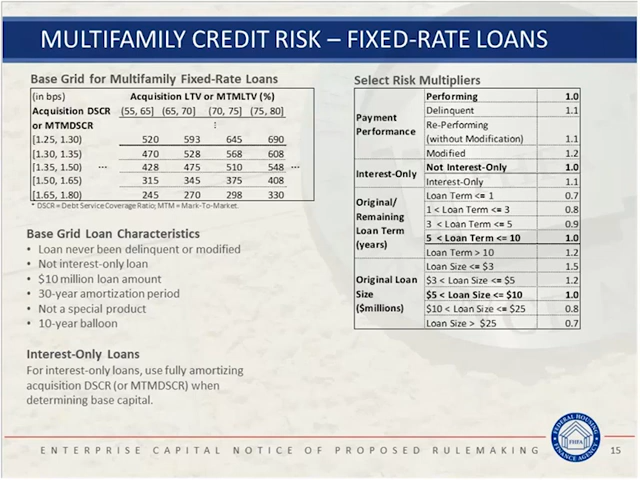 MULTIFAMILY CREDIT RISK – FIXED-RATE LOANS
Base Grid for Multifamily Fixed-Rate Loans
(in bps) Acquisition LTV or MTMLTV (%)
Acquisition DSCR (55, 65] (65, 70] (70, 75] (75, 80]
or MTMDSCR ⋮
[1.25, 1.30) 520 593 645 690
[1.30, 1.35) 470 528 568 608
[1.35, 1.50) ... 428 475 510 548 ...
[1.50, 1.65) 315 345 375 408
[1.65, 1.80) 245 270 298 330
* DSCR = Debt Service Coverage Ratio; MTM = Mark-To-Market.
Base Grid Loan Characteristics
• Loan never been delinquent or modified
• Not interest-only loan
• $10 million loan amount
• 30-year amortization period
• Not a special product
• 10-year balloon
Interest-Only Loans
For interest-only loans, use fully amortizing
acquisition DSCR (or MTMDSCR) when
determining base capital.
Select Risk Multipliers
Payment
Performance
Performing 1.0
Delinquent 1.1
Re-Performing
(without Modification) 1.1
Modified 1.2
Interest-Only
Not Interest-Only 1.0
Interest-Only 1.1
Original/
Remaining
Loan Term
(years)
Loan Term <= 1 0.7
1 < Loan Term <= 3 0.8
3 < Loan Term <= 5 0.9
5 < Loan Term <= 10 1.0
Loan Term > 10 1.2
Original Loan
Size
($millions)
Loan Size <= $3 1.5
$3 < Loan Size <= $5 1.2
$5 < Loan Size <= $10 1.0
$10 < Loan Size <= $25 0.8
Loan Size > $25 0.7
ENTERPRISE CAPITAL NOTICE OF PROPOSED RULEMAKING
FEDERAL HOUSING
FHFA
FINANCE AGENCY
15